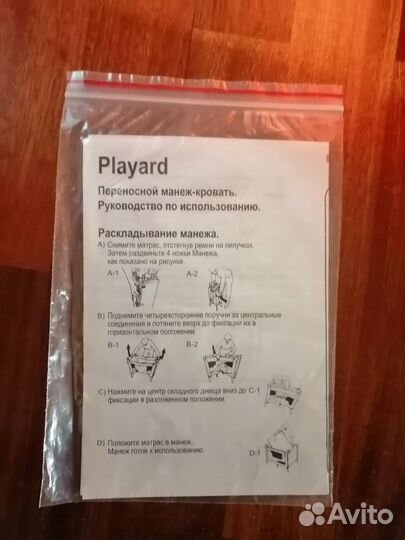 Playard
Переносной манеж-кровать.
Руководство по использованию.
Раскладывание манежа.
A) Снимите матрас, отстегнув ремни на липучках.
Затем раздвиньте 4 ножки Манежа,
как показано на рисунке.
A-1 A-2
B) Поднимите четырехсторонние поручни за центральные
соединения и потяните вверх до фиксации их в
горизонтальном положении.
B-1 B-2
C) Нажмите на центр складного днища вниз до C-1
фиксации в разложенном положении.
D) Положите матрас в манеж.
Манеж готов к использованию.
D-1
Avito